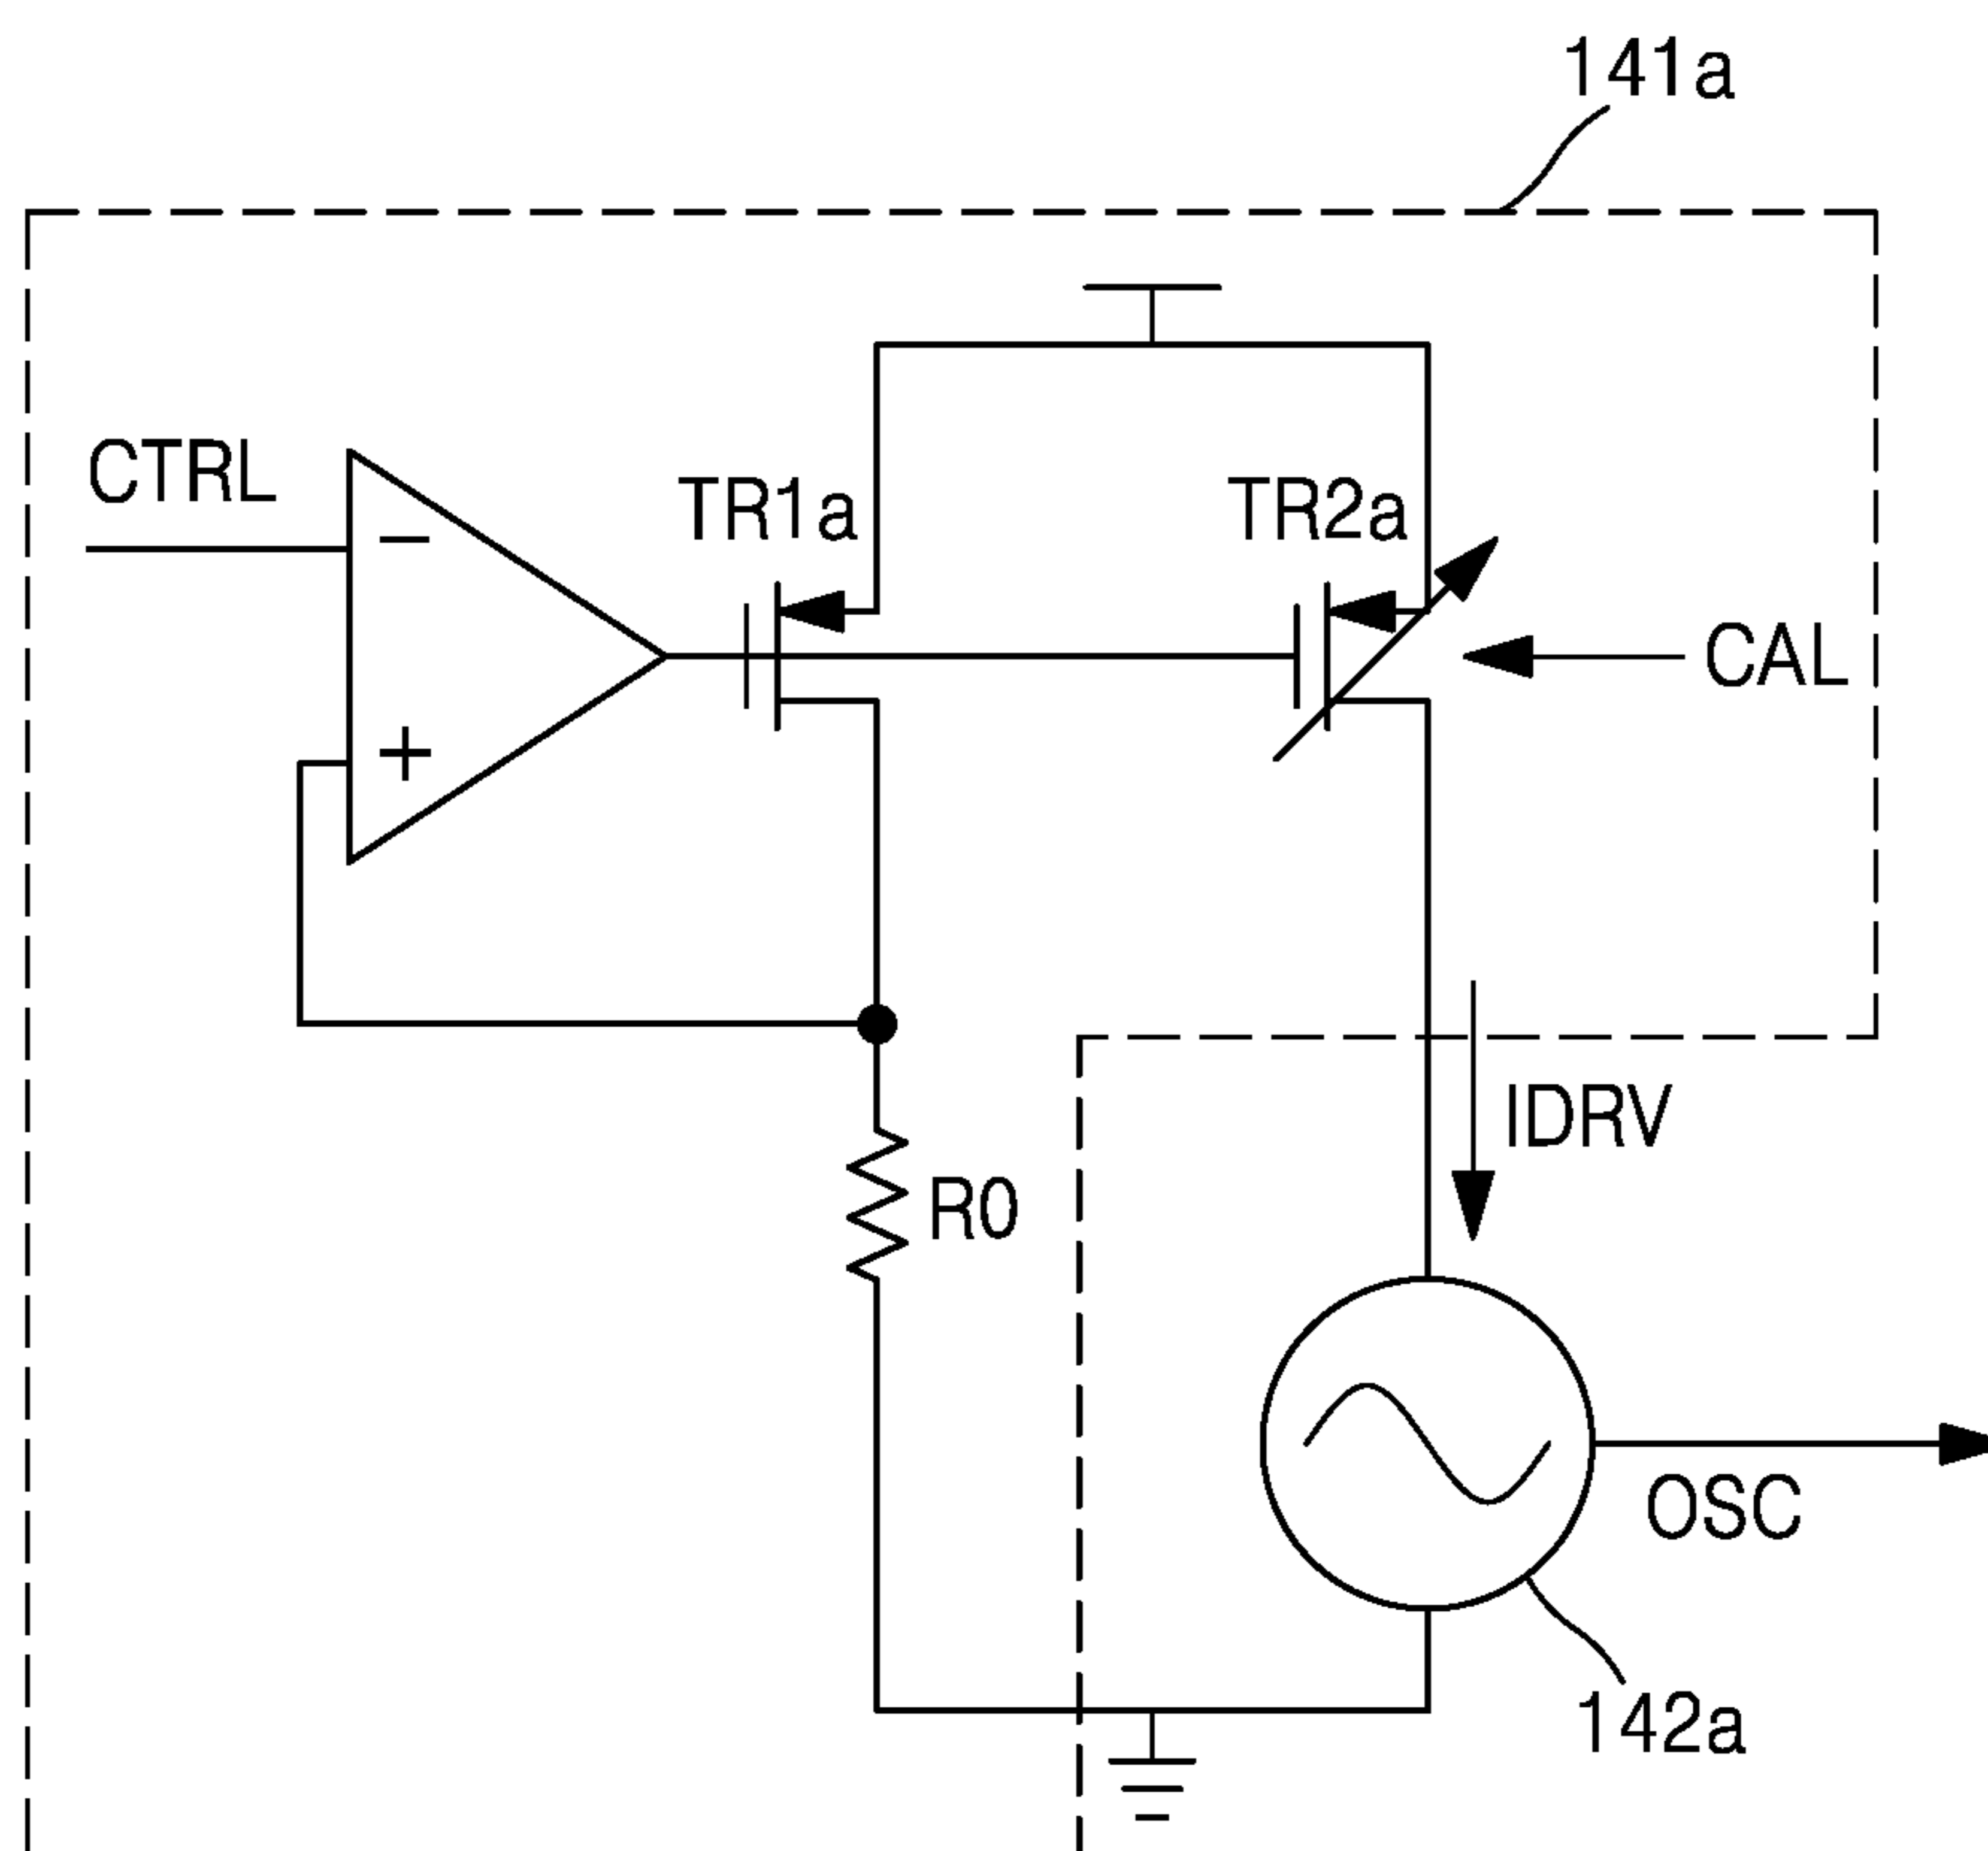 141a
CTRL
TR1a
TR2a
−
CAL
+
IDRV
R0
OSC
142a